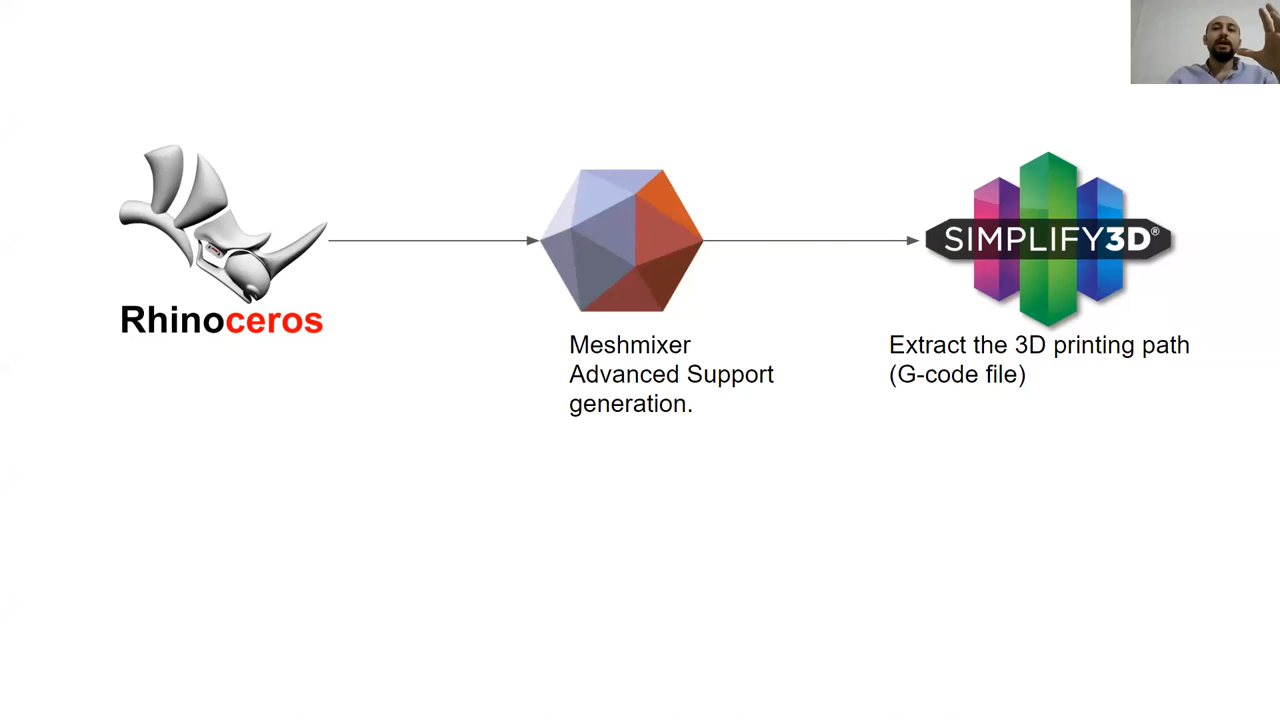 Rhinoceros
SIMPLIFY3D®
Meshmixer
Advanced Support
generation.
Extract the 3D printing path
(G-code file)